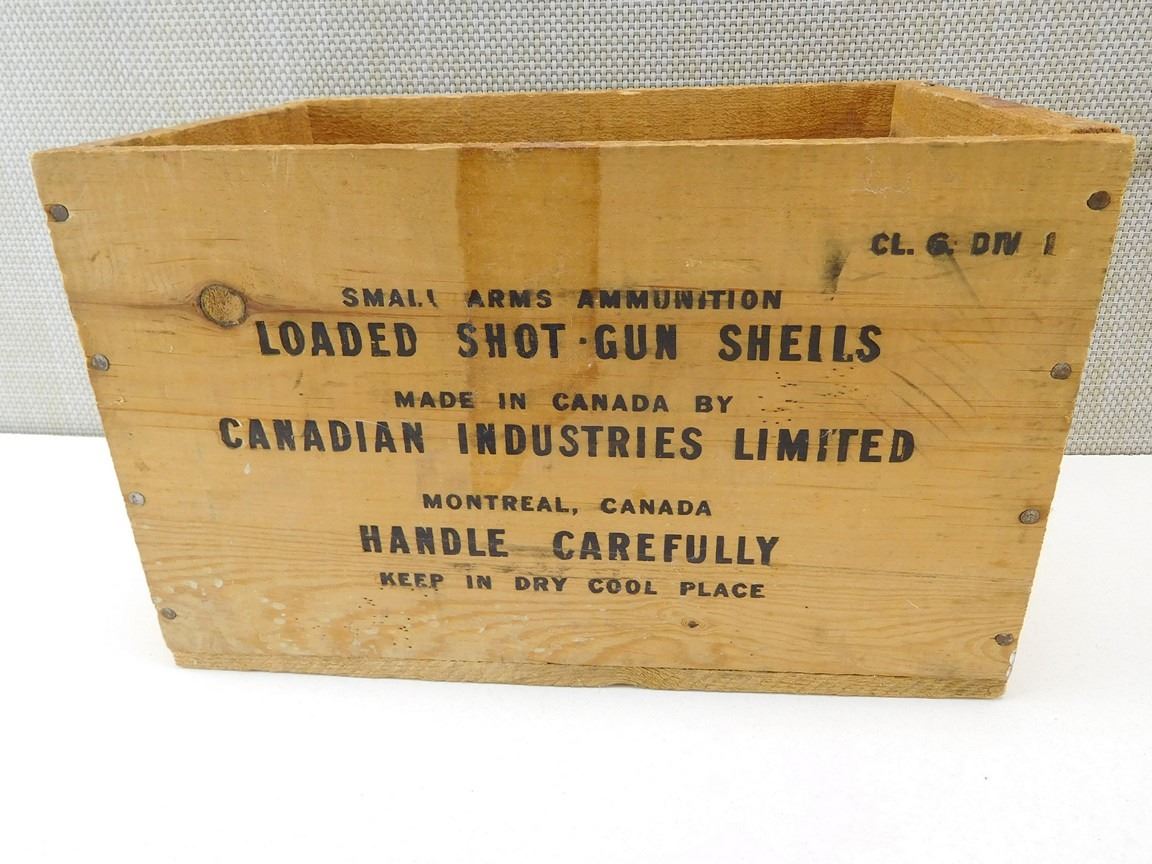 CL. 6. DIV 1
SMALL ARMS AMMUNITION
LOADED SHOT·GUN SHELLS
MADE IN CANADA BY
CANADIAN INDUSTRIES LIMITED
MONTREAL, CANADA
HANDLE CAREFULLY
KEEP IN DRY COOL PLACE